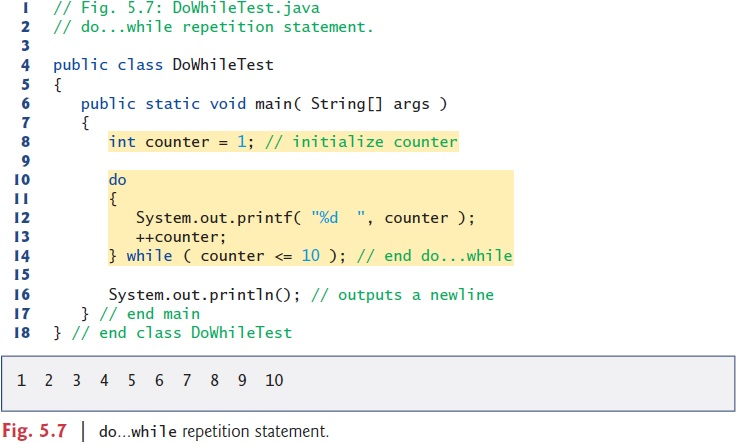 1 // Fig. 5.7: DoWhileTest.java
2 // do...while repetition statement.
3
4 public class DoWhileTest
5 {
6 public static void main( String[] args )
7 {
8 int counter = 1; // initialize counter
9
10 do
11 {
12 System.out.printf( "%d  ", counter );
13 ++counter;
14 } while ( counter <= 10 ); // end do...while
15
16 System.out.println(); // outputs a newline
17 } // end main
18 } // end class DoWhileTest
1 2 3 4 5 6 7 8 9 10
Fig. 5.7 | do...while repetition statement.